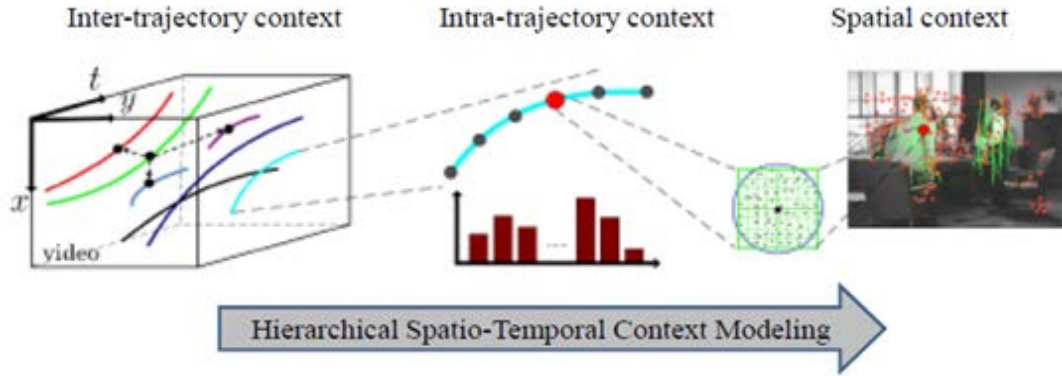 Inter-trajectory context
Intra-trajectory context
Spatial context
t
y
x
video
....
Hierarchical Spatio-Temporal Context Modeling